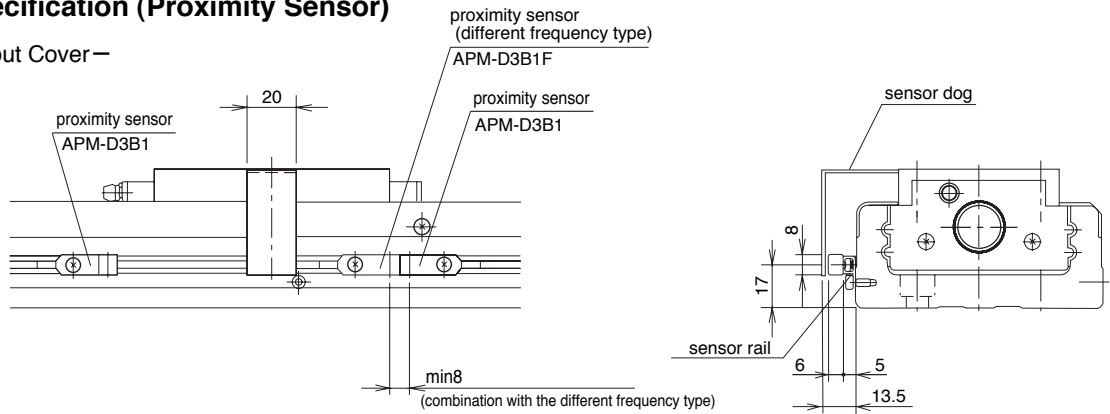 ecification (Proximity Sensor)
out Cover−
proximity sensor
(different frequency type)
APM-D3B1F
proximity sensor
APM-D3B1
20
proximity sensor
APM-D3B1
min8
(combination with the different frequency type)
sensor dog
8
17
sensor rail
6
5
13.5